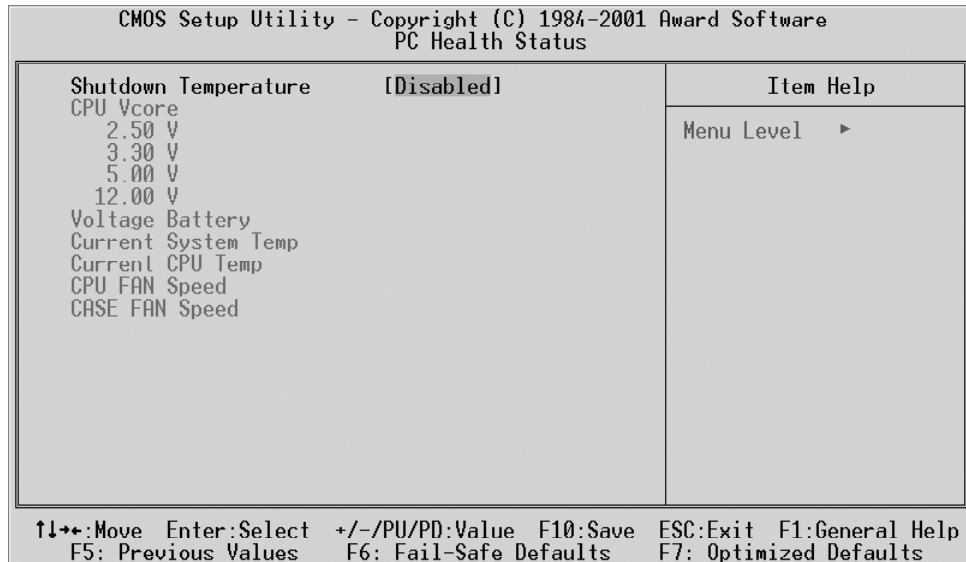 CMOS Setup Utility – Copyright (C) 1984-2001 Award Software
PC Health Status
Shutdown Temperature [Disabled]
CPU Vcore
2.50 V
3.30 V
5.00 V
12.00 V
Voltage Battery
Current System Temp
Current CPU Temp
CPU FAN Speed
CASE FAN Speed
Item Help
Menu Level ►
↑↓→←:Move Enter:Select +/-/PU/PD:Value F10:Save ESC:Exit F1:General Help
F5: Previous Values F6: Fail-Safe Defaults F7: Optimized Defaults